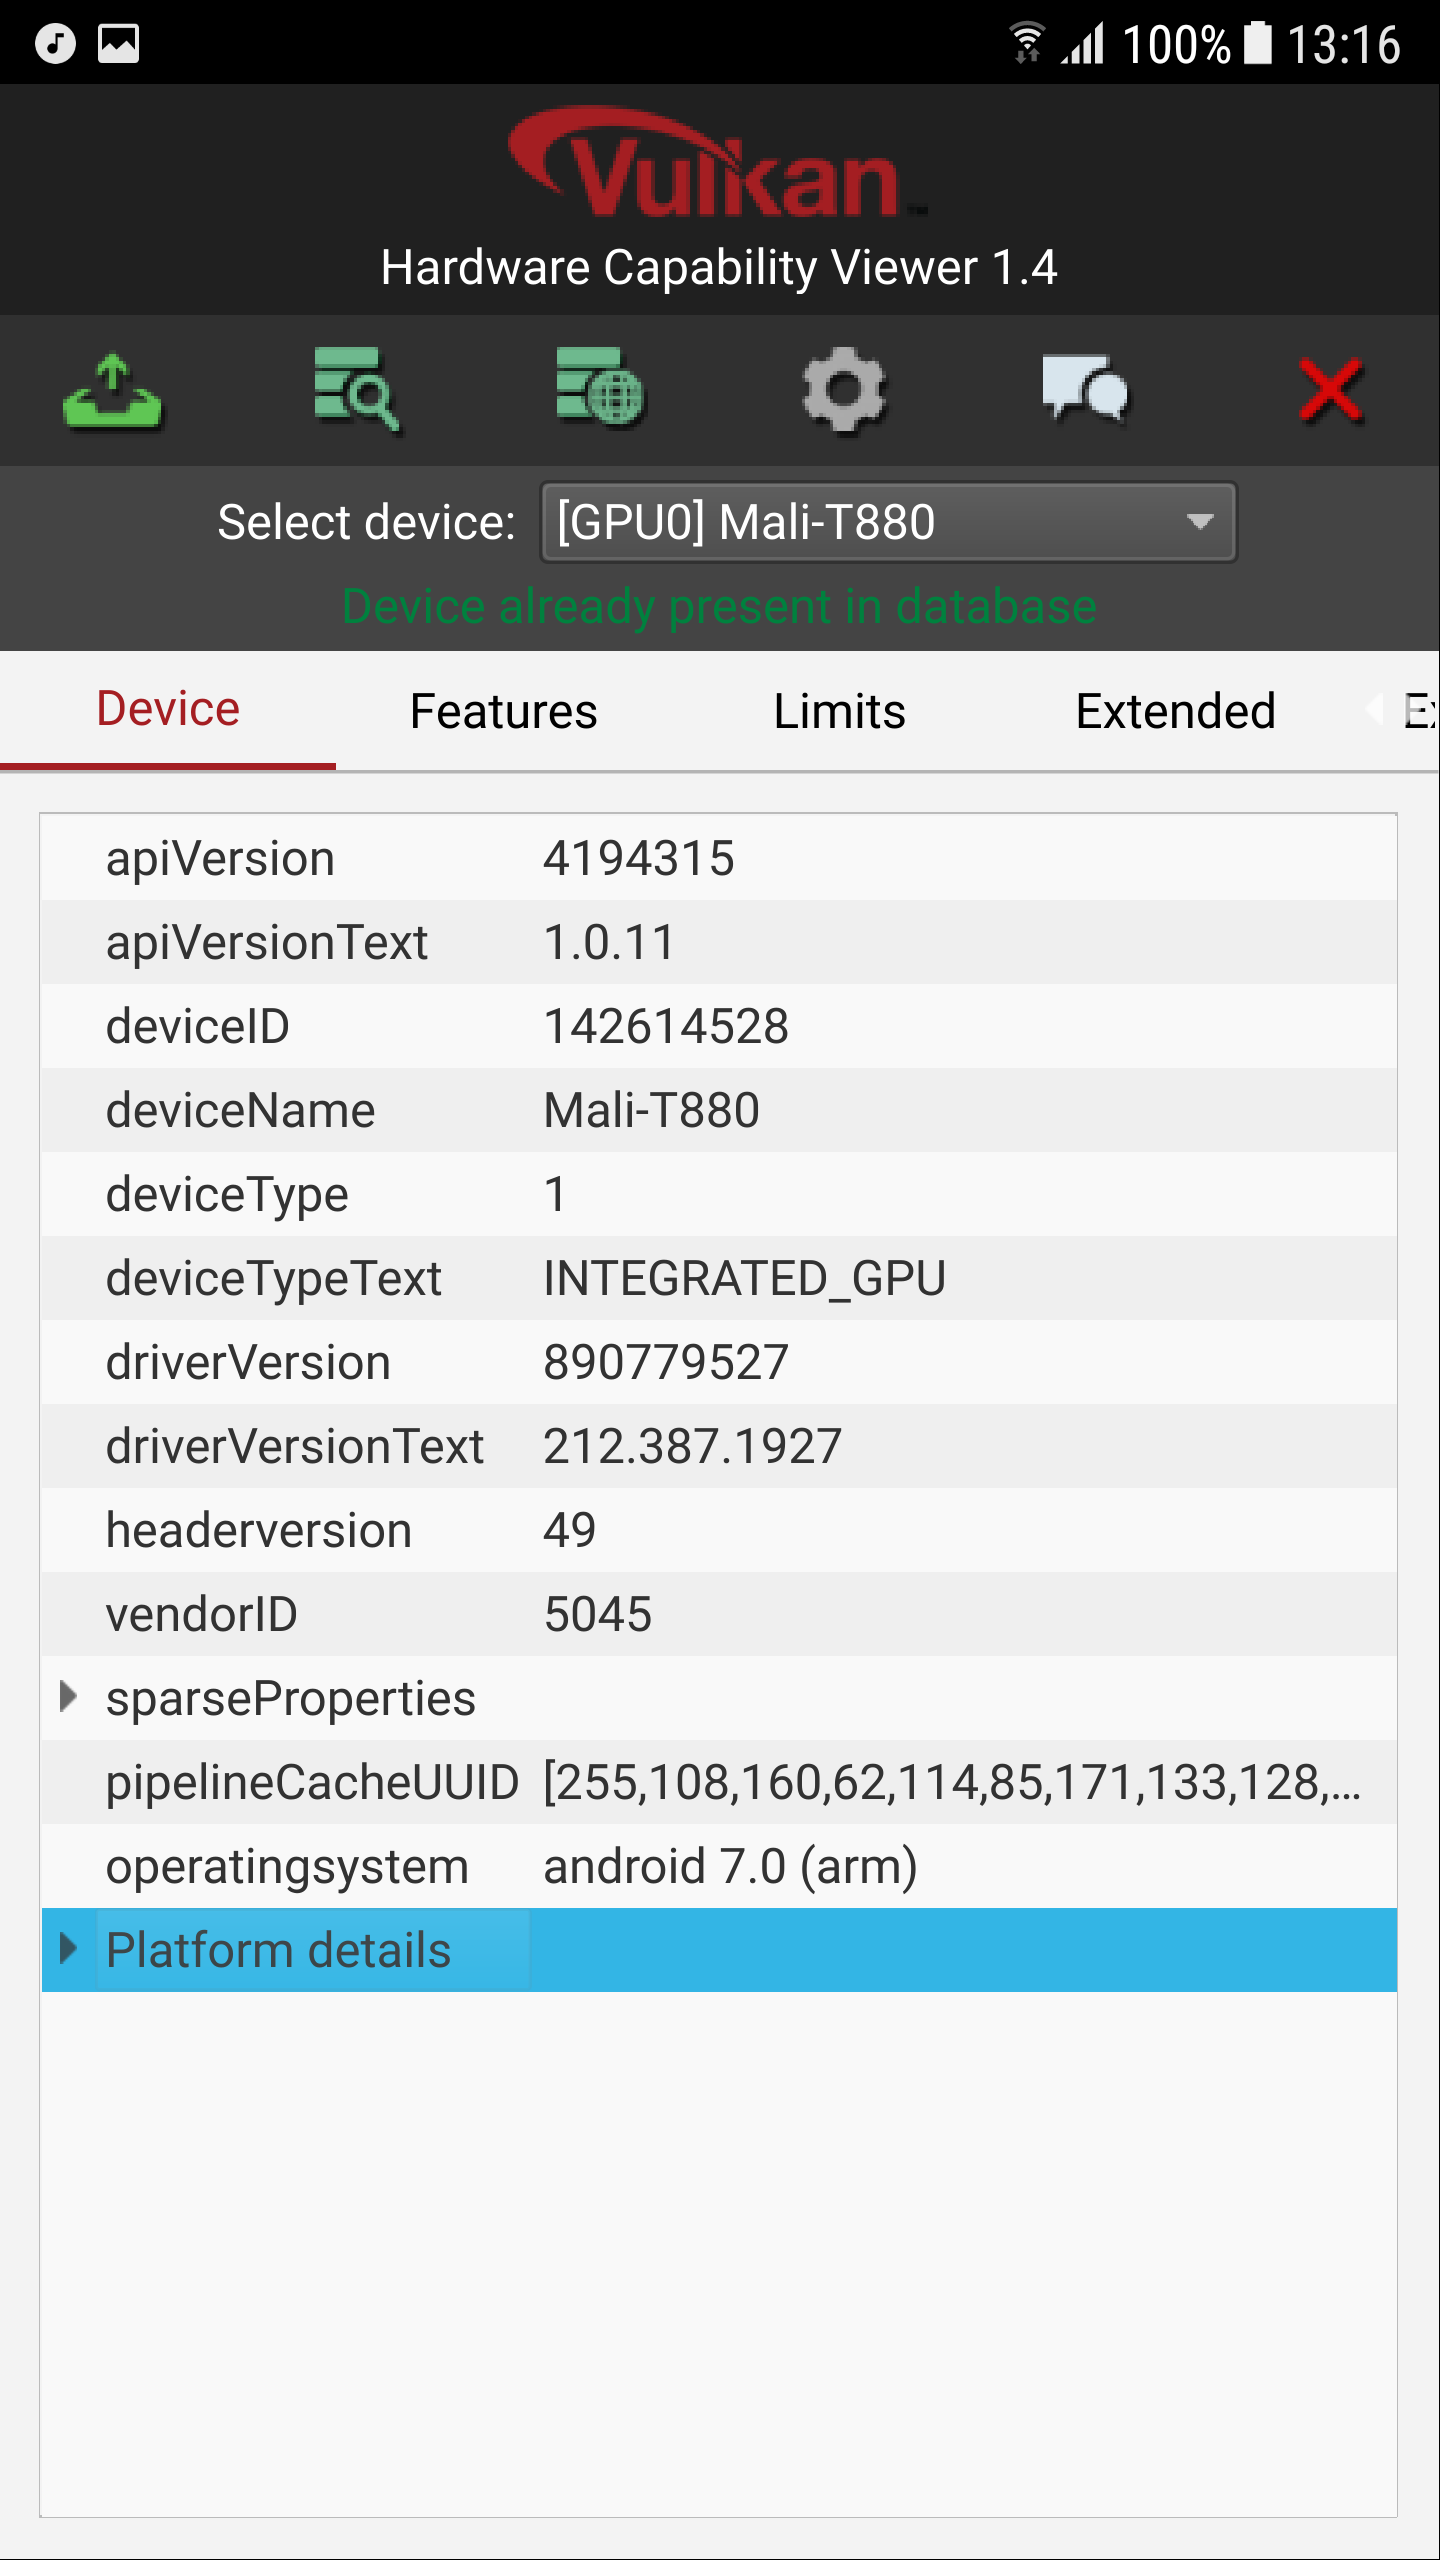 100% 13:16
Vulkan
Hardware Capability Viewer 1.4
Select device: [GPU0] Mali-T880
Device already present in database
Device Features Limits Extended
apiVersion 4194315
apiVersionText 1.0.11
deviceID 142614528
deviceName Mali-T880
deviceType 1
deviceTypeText INTEGRATED_GPU
driverVersion 890779527
driverVersionText 212.387.1927
headerversion 49
vendorID 5045
sparseProperties
pipelineCacheUUID [255,108,160,62,114,85,171,133,128,...
operatingsystem android 7.0 (arm)
Platform details